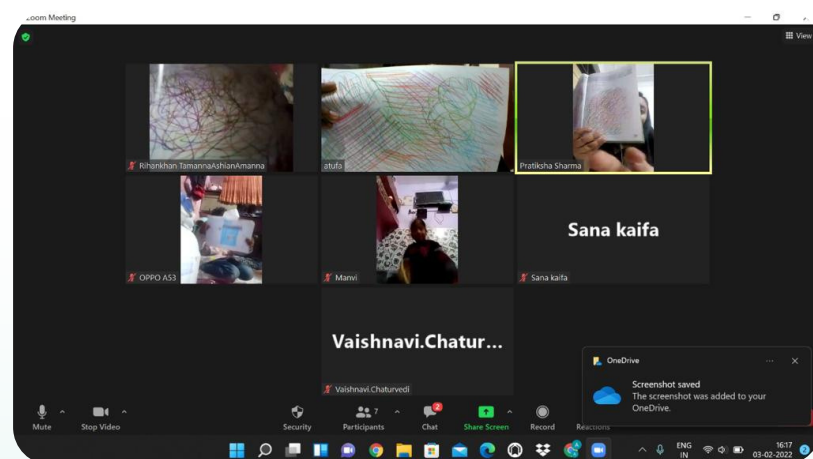 Zoom Meeting
View
Rihankhan TamannaAshianAmanna
atufa
Pratiksha Sharma
OPPO A53
Manvi
Sana kaifa
Sana kaifa
Vaishnavi.Chatur...
Vaishnavi.Chaturvedi
OneDrive
Screenshot saved
The screenshot was added to your
OneDrive.
7
2
Mute
Stop Video
Security
Participants
Chat
Share Screen
Record
Reactions
ENG
IN
16:17
03-02-2022
2